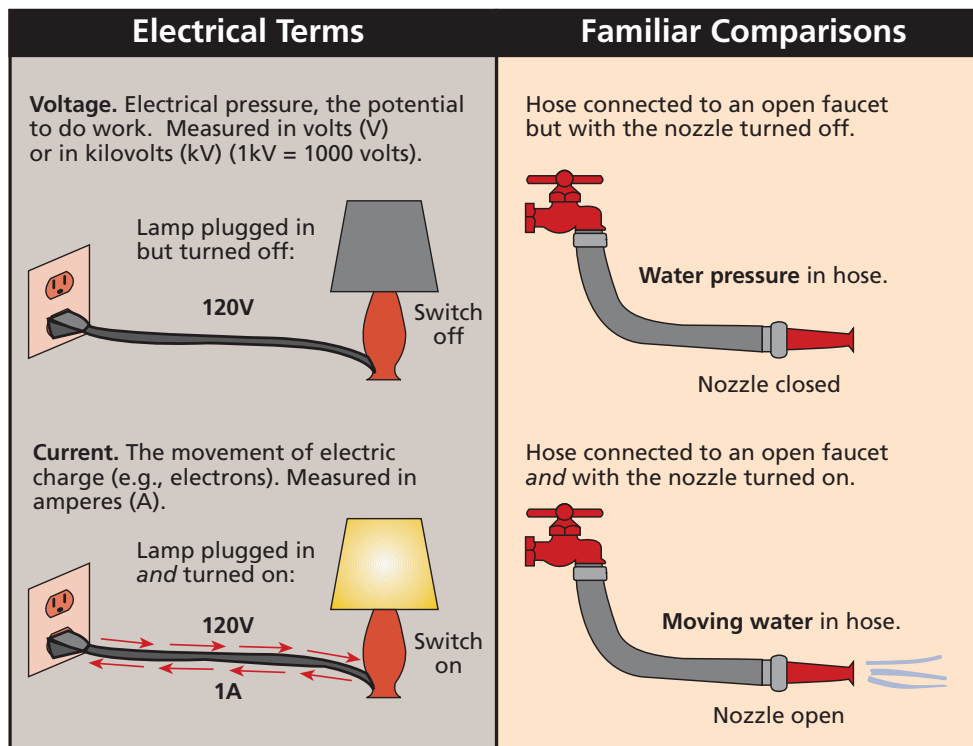 Electrical Terms
Familiar Comparisons
Voltage. Electrical pressure, the potential
to do work.  Measured in volts (V)
or in kilovolts (kV) (1kV = 1000 volts).
Lamp plugged in
but turned off:
120V
Switch
off
Hose connected to an open faucet
but with the nozzle turned off.
Water pressure in hose.
Nozzle closed
Current. The movement of electric
charge (e.g., electrons). Measured in
amperes (A).
Lamp plugged in
and turned on:
120V
1A
Switch
on
Hose connected to an open faucet
and with the nozzle turned on.
Moving water in hose.
Nozzle open